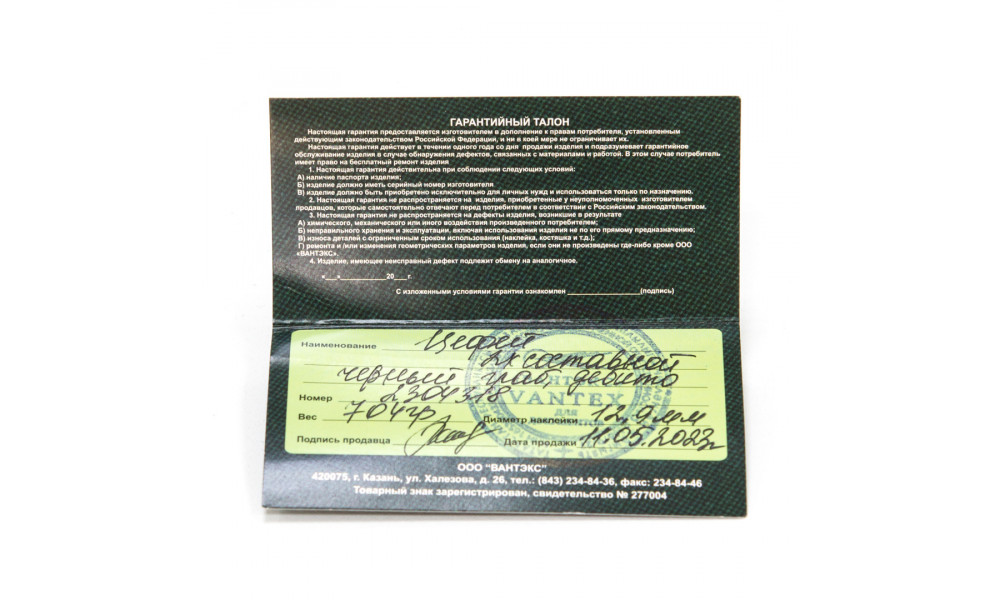 ГАРАНТИЙНЫЙ ТАЛОН
Настоящая гарантия предоставляется изготовителем в дополнение к правам потребителя, установленным
действующим законодательством Российской Федерации, и ни в коей мере не ограничивает их.
Настоящая гарантия действует в течении одного года со дня продажи изделия и подразумевает гарантийное
обслуживание изделия в случае обнаружения дефектов, связанных с материалами и работой. В этом случае потребитель
имеет право на бесплатный ремонт изделия
1. Настоящая гарантия действительна при соблюдении следующих условий:
А) наличие паспорта изделия;
Б) изделие должно иметь серийный номер изготовителя
В) изделие должно быть приобретено исключительно для личных нужд и использоваться только по назначению.
2. Настоящая гарантия не распространяется на изделия, приобретенные у неуполномоченных изготовителем
продавцов, которые самостоятельно отвечают перед потребителем в соответствии с Российским законодательством.
3. Настоящая гарантия не распространяется на дефекты изделия, возникшие в результате
А) химического, механического или иного воздействия произведенного потребителем;
Б) неправильного хранения и эксплуатации, включая использования изделия не по его прямому предназначению;
В) износа деталей с ограниченным сроком использования (наклейка, костяшка и т.д.);
Г) ремонта и /или изменения геометрических параметров изделия, если они не произведены где-либо кроме ООО
«ВАНТЭКС».
4. Изделие, имеющее неисправный дефект подлежит обмену на аналогичное.
«___»____________20____г.
С изложенными условиями гарантии ознакомлен ___________________(подпись)
Наименование Цефей
2х составной
черный граб, девито
Номер 2304318
VANTEX
для
Вес 704гр Диаметр наклейки 12,9мм
Подпись продавца Дата продажи 11.05.2023г
ООО "ВАНТЭКС"
420075, г. Казань, ул. Халезова, д. 26, тел.: (843) 234-84-36, факс: 234-84-46
Товарный знак зарегистрирован, свидетельство № 277004